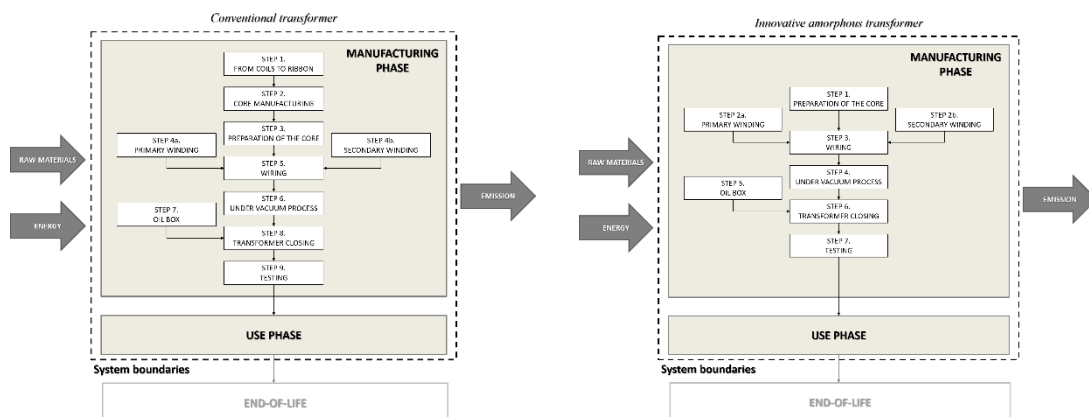 Conventional transformer
MANUFACTURING
PHASE
STEP 1.
FROM COILS TO RIBBON
STEP 2.
CORE MANUFACTURING
STEP 3.
PREPARATION OF THE CORE
STEP 4a.
PRIMARY WINDING
STEP 4b.
SECONDARY WINDING
STEP 5.
WIRING
STEP 6.
UNDER VACUUM PROCESS
STEP 7.
OIL BOX
STEP 8.
TRANSFORMER CLOSING
STEP 9.
TESTING
RAW MATERIALS
ENERGY
EMISSION
USE PHASE
System boundaries
END-OF-LIFE
Innovative amorphous transformer
MANUFACTURING
PHASE
STEP 1.
PREPARATION OF THE CORE
STEP 2a.
PRIMARY WINDING
STEP 2b.
SECONDARY WINDING
STEP 3.
WIRING
STEP 4.
UNDER VACUUM PROCESS
STEP 5.
OIL BOX
STEP 6.
TRANSFORMER CLOSING
STEP 7.
TESTING
RAW MATERIALS
ENERGY
EMISSION
USE PHASE
System boundaries
END-OF-LIFE